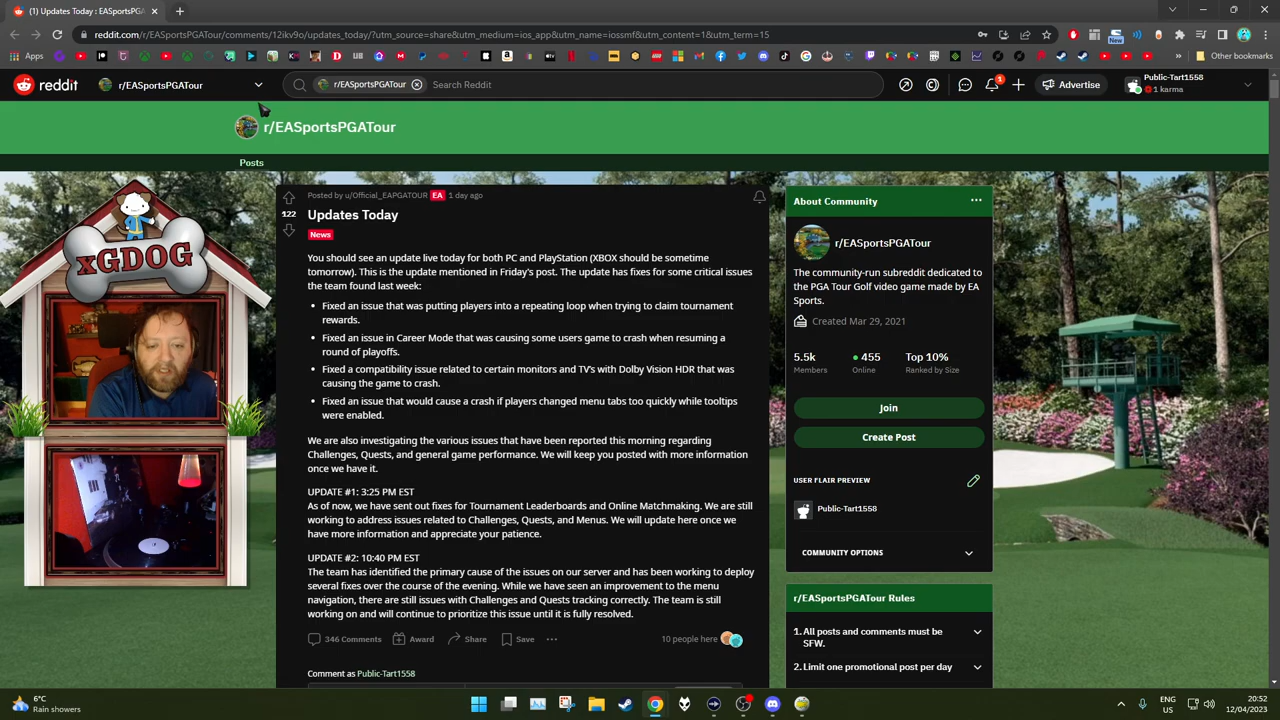 (1) Updates Today : EASportsPGA
reddit.com/r/EASportsPGATour/comments/12ikv9o/updates_today/?utm_source=share&utm_medium=ios_app&utm_name=iossmf&utm_content=1&utm_term=15
New
Apps
Other bookmarks
reddit
r/EASportsPGATour
r/EASportsPGATour
Search Reddit
1
Advertise
Public-Tart1558
1 karma
r/EASportsPGATour
Posts
xGDOG
122
Posted by u/Official_EAPGATOUR EA 1 day ago
Updates Today
News
You should see an update live today for both PC and PlayStation (XBOX should be sometime
tomorrow). This is the update mentioned in Friday's post. The update has fixes for some critical issues
the team found last week:
• Fixed an issue that was putting players into a repeating loop when trying to claim tournament
rewards.
• Fixed an issue in Career Mode that was causing some users game to crash when resuming a
round of playoffs.
• Fixed a compatibility issue related to certain monitors and TV's with Dolby Vision HDR that was
causing the game to crash.
• Fixed an issue that would cause a crash if players changed menu tabs too quickly while tooltips
were enabled.
We are also investigating the various issues that have been reported this morning regarding
Challenges, Quests, and general game performance. We will keep you posted with more information
once we have it.
UPDATE #1: 3:25 PM EST
As of now, we have sent out fixes for Tournament Leaderboards and Online Matchmaking. We are still
working to address issues related to Challenges, Quests, and Menus. We will update here once we
have more information and appreciate your patience.
UPDATE #2: 10:40 PM EST
The team has identified the primary cause of the issues on our server and has been working to deploy
several fixes over the course of the evening. While we have seen an improvement to the menu
navigation, there are still issues with Challenges and Quests tracking correctly. The team is still
working on and will continue to prioritize this issue until it is fully resolved.
346 Comments Award Share Save ... 10 people here
Comment as Public-Tart1558
About Community
r/EASportsPGATour
The community-run subreddit dedicated to
the PGA Tour Golf video game made by EA
Sports.
Created Mar 29, 2021
5.5k 455 Top 10%
Members Online Ranked by Size
Join
Create Post
USER FLAIR PREVIEW
Public-Tart1558
COMMUNITY OPTIONS
r/EASportsPGATour Rules
1. All posts and comments must be
SFW.
2. Limit one promotional post per day
6°C
Rain showers
ENG
US
20:52
12/04/2023